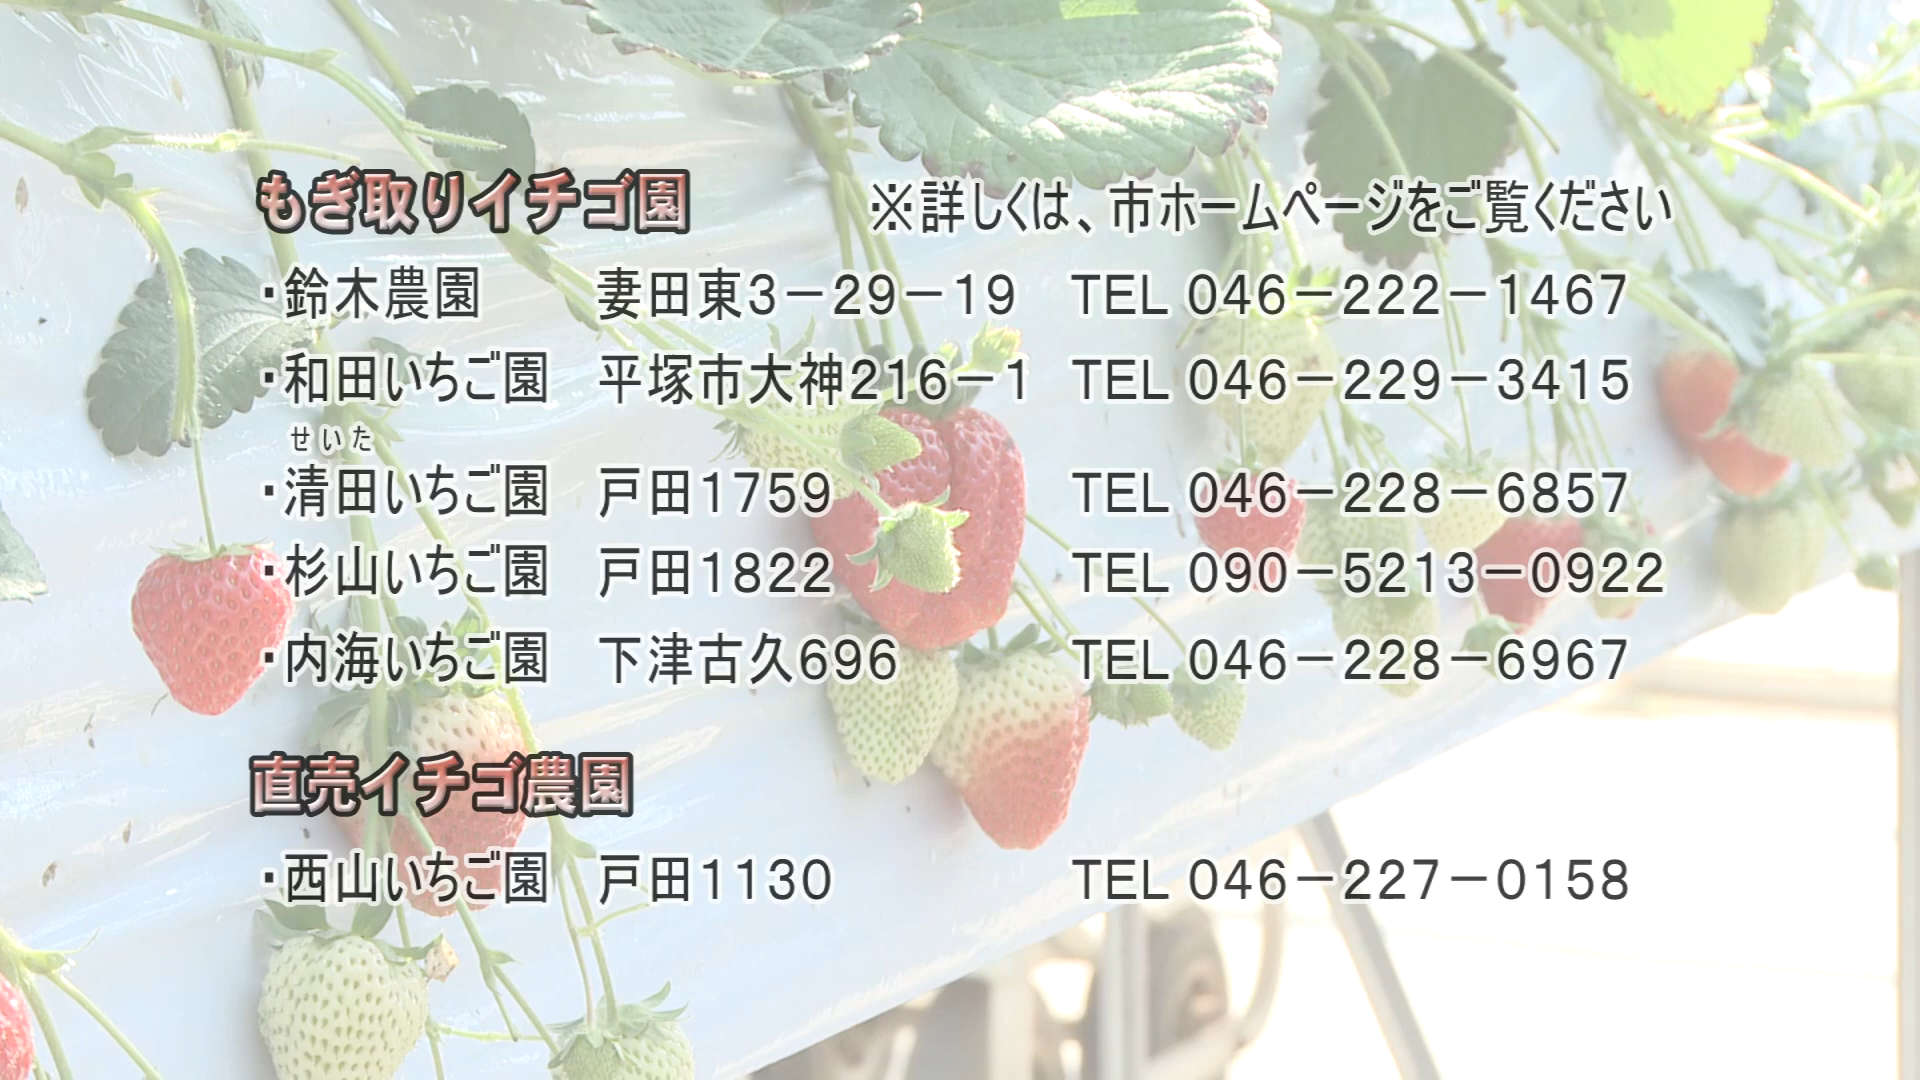 もぎ取りイチゴ園 ※詳しくは、市ホームページをご覧ください
・鈴木農園 妻田東3－29－19 TEL 046－222－1467
・和田いちご園 平塚市大神216－1 TEL 046－229－3415
せいた
・清田いちご園 戸田1759 TEL 046－228－6857
・杉山いちご園 戸田1822 TEL 090－5213－0922
・内海いちご園 下津古久696 TEL 046－228－6967
直売イチゴ農園
・西山いちご園 戸田1130 TEL 046－227－0158